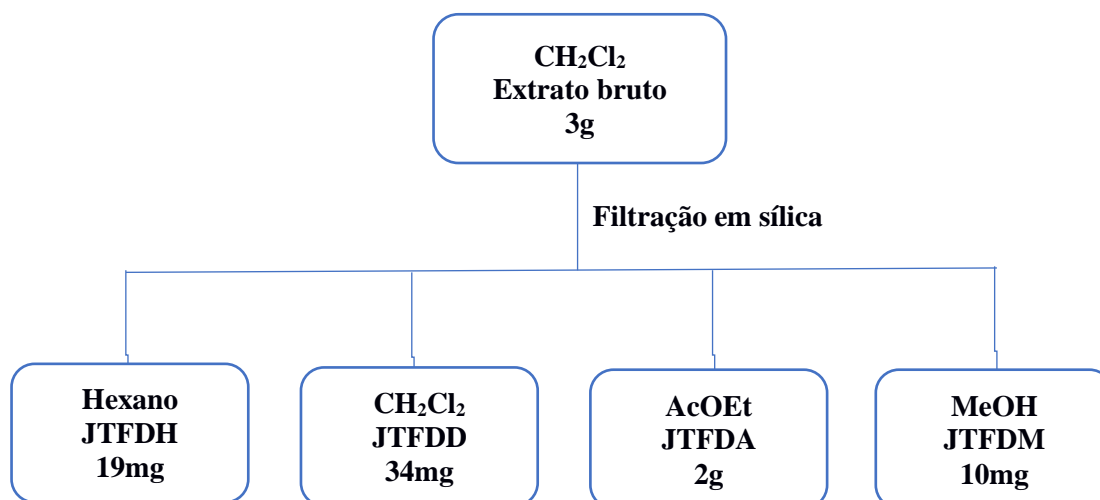 CH₂Cl₂
Extrato bruto
3g
Filtração em sílica
Hexano
JTFDH
19mg
CH₂Cl₂
JTFDD
34mg
AcOEt
JTFDA
2g
MeOH
JTFDM
10mg